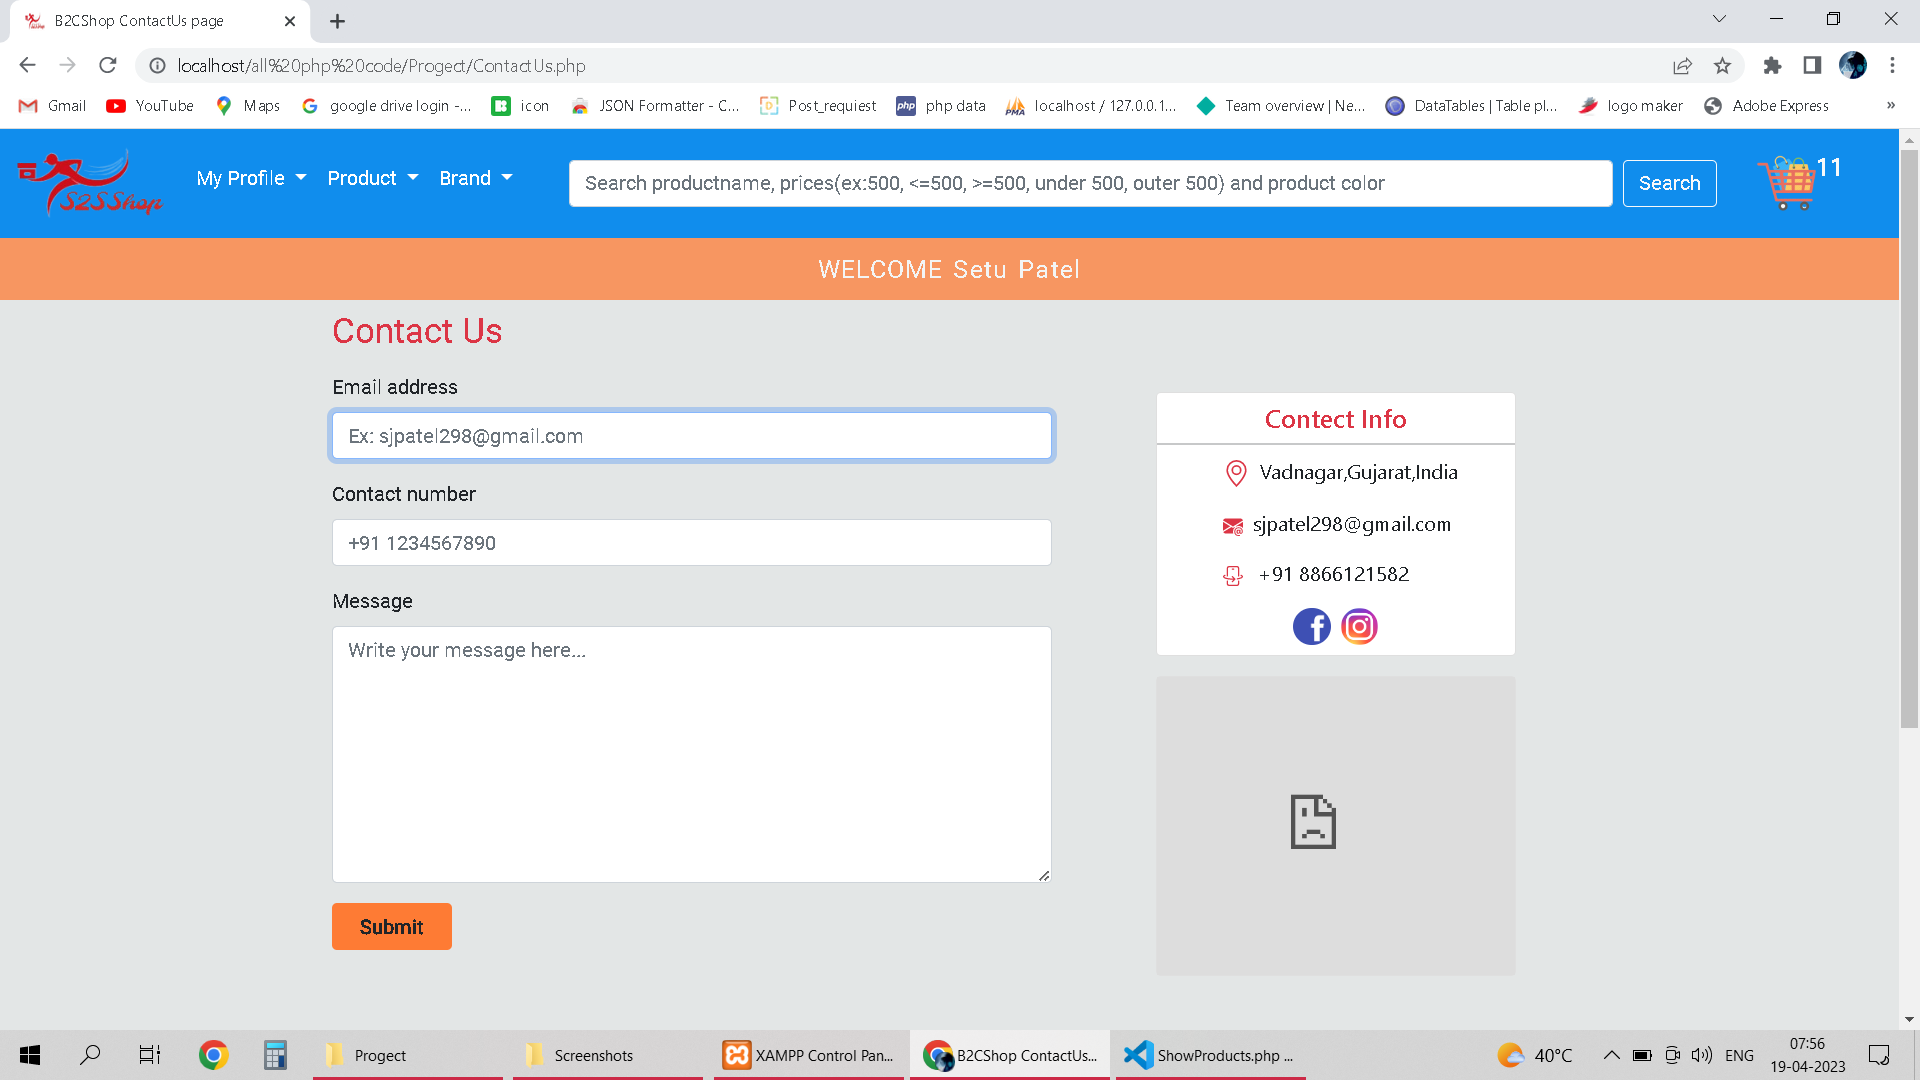 B2CShop ContactUs page
localhost/all%20php%20code/Progect/ContactUs.php
Gmail YouTube Maps google drive login -... icon JSON Formatter - C... Post_requiest php data localhost / 127.0.0.1... Team overview | Ne... DataTables | Table pl... logo maker Adobe Express »
S2SShop My Profile Product Brand Search productname, prices(ex:500, <=500, >=500, under 500, outer 500) and product color Search 11
WELCOME Setu Patel
Contact Us
Email address
Ex: sjpatel298@gmail.com
Contact number
+91 1234567890
Message
Write your message here...
Submit
Contect Info
Vadnagar,Gujarat,India
sjpatel298@gmail.com
+91 8866121582
Progect Screenshots XAMPP Control Pan... B2CShop ContactUs... ShowProducts.php ... 40°C ENG 07:56
19-04-2023